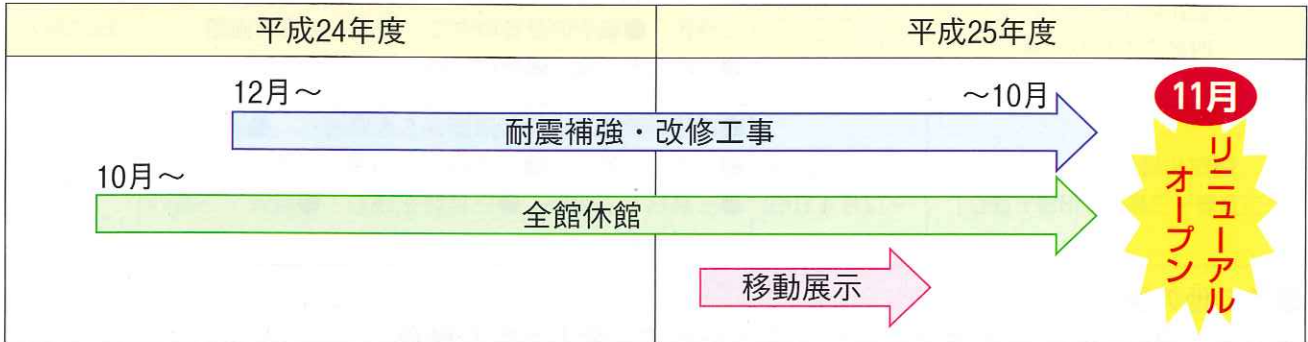 平成24年度
平成25年度
12月～
～10月
耐震補強・改修工事
10月～
全館休館
移動展示
11月
リニューアル
オープン